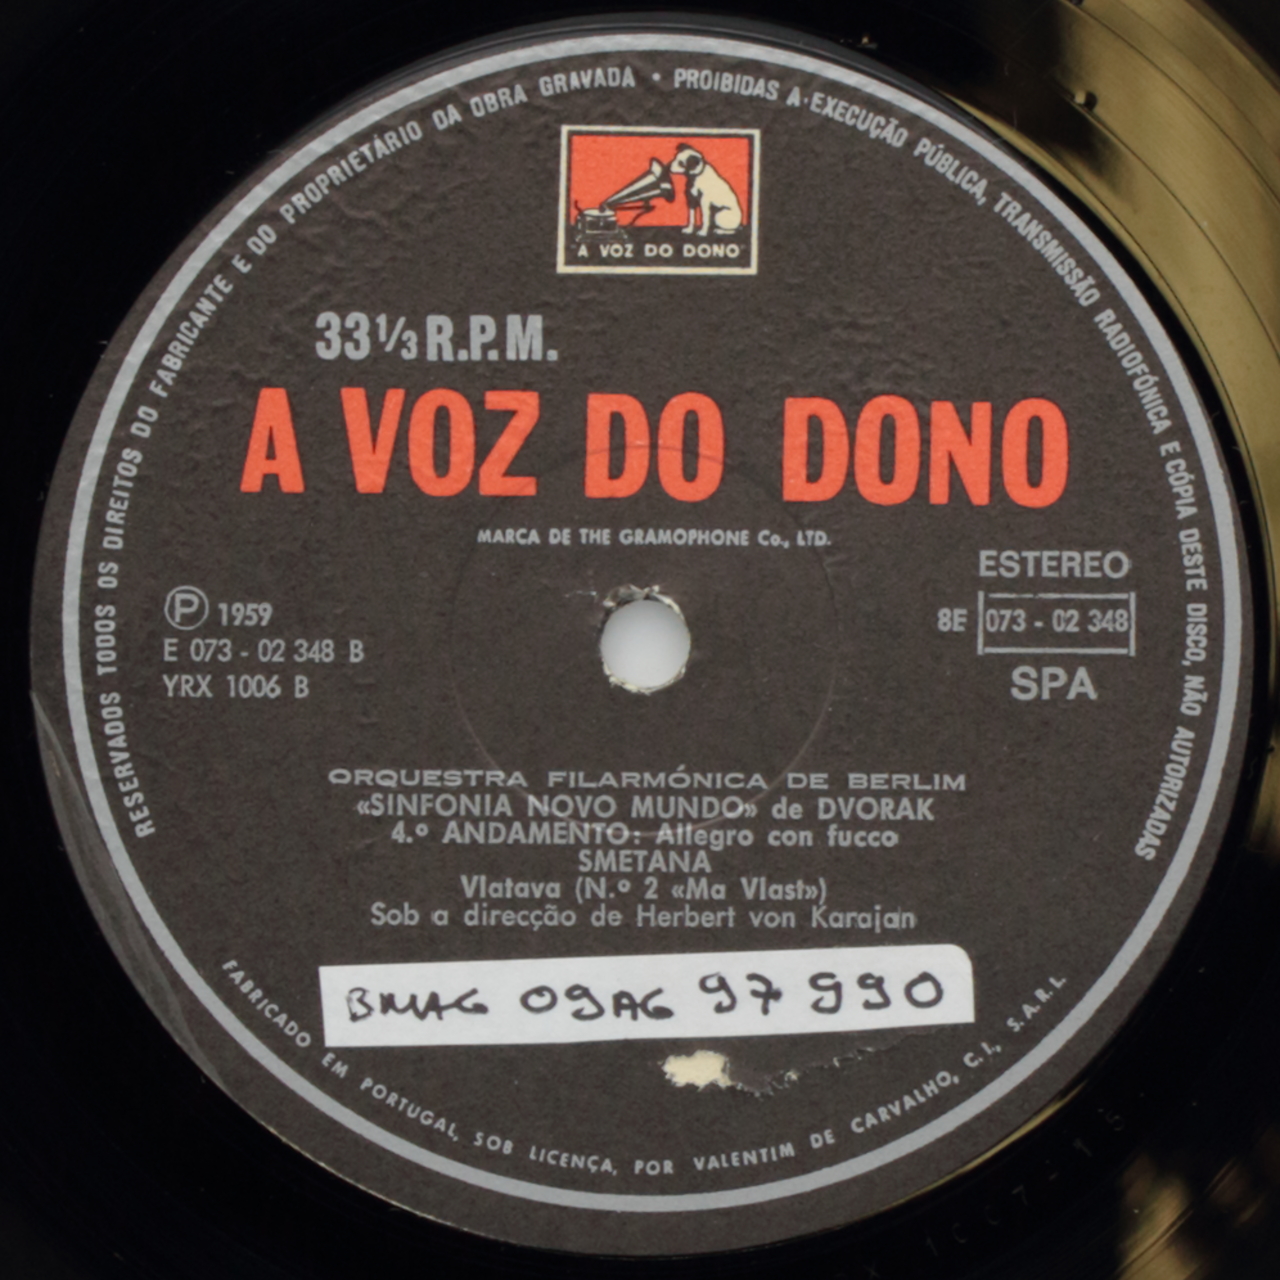 RESERVADOS TODOS OS DIREITOS DO FABRICANTE E DO PROPRIETÁRIO DA OBRA GRAVADA • PROIBIDAS A EXECUÇÃO PÚBLICA, TRANSMISSÃO RADIOFÓNICA E CÓPIA DESTE DISCO, NÃO AUTORIZADAS
"A VOZ DO DONO"
33 1/3 R.P.M.
A VOZ DO DONO
MARCA DE THE GRAMOPHONE Co., LTD.
ESTEREO
8E 073 - 02 348
SPA
Ⓟ 1959
E 073 - 02 348 B
YRX 1006 B
ORQUESTRA FILARMÓNICA DE BERLIM
«SINFONIA NOVO MUNDO» de DVORAK
4.º ANDAMENTO: Allegro con fucco
SMETANA
Vlatava (N.º 2 «Ma Vlast»)
Sob a direcção de Herbert von Karajan
BMAG 09AG 97 990
FABRICADO EM PORTUGAL, SOB LICENÇA, POR VALENTIM DE CARVALHO, C. I., S. A. R. L.